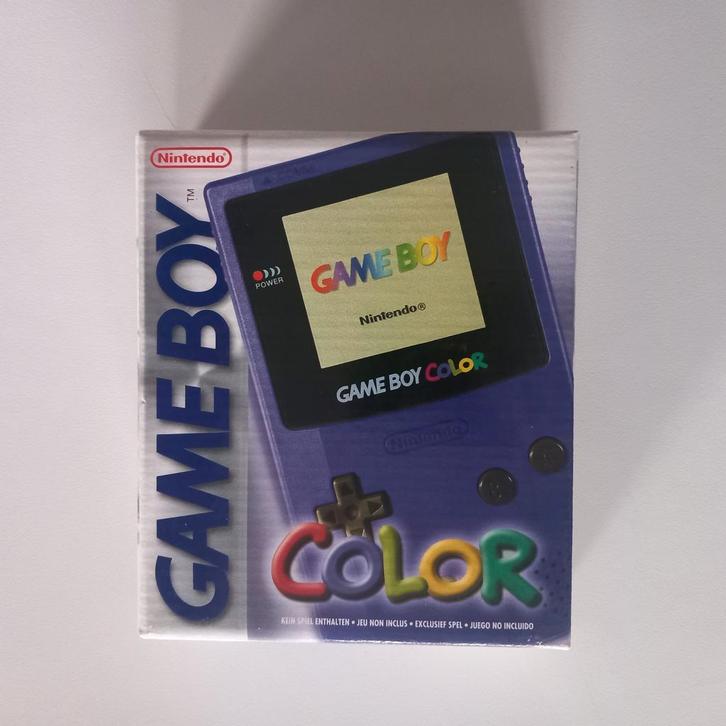 Nintendo®
GAME BOY™
POWER
GAME BOY
Nintendo®
GAME BOY COLOR
Nintendo
COLOR
KEIN SPIEL ENTHALTEN • JEU NON INCLUS • EXCLUSIEF SPEL • JUEGO NO INCLUIDO